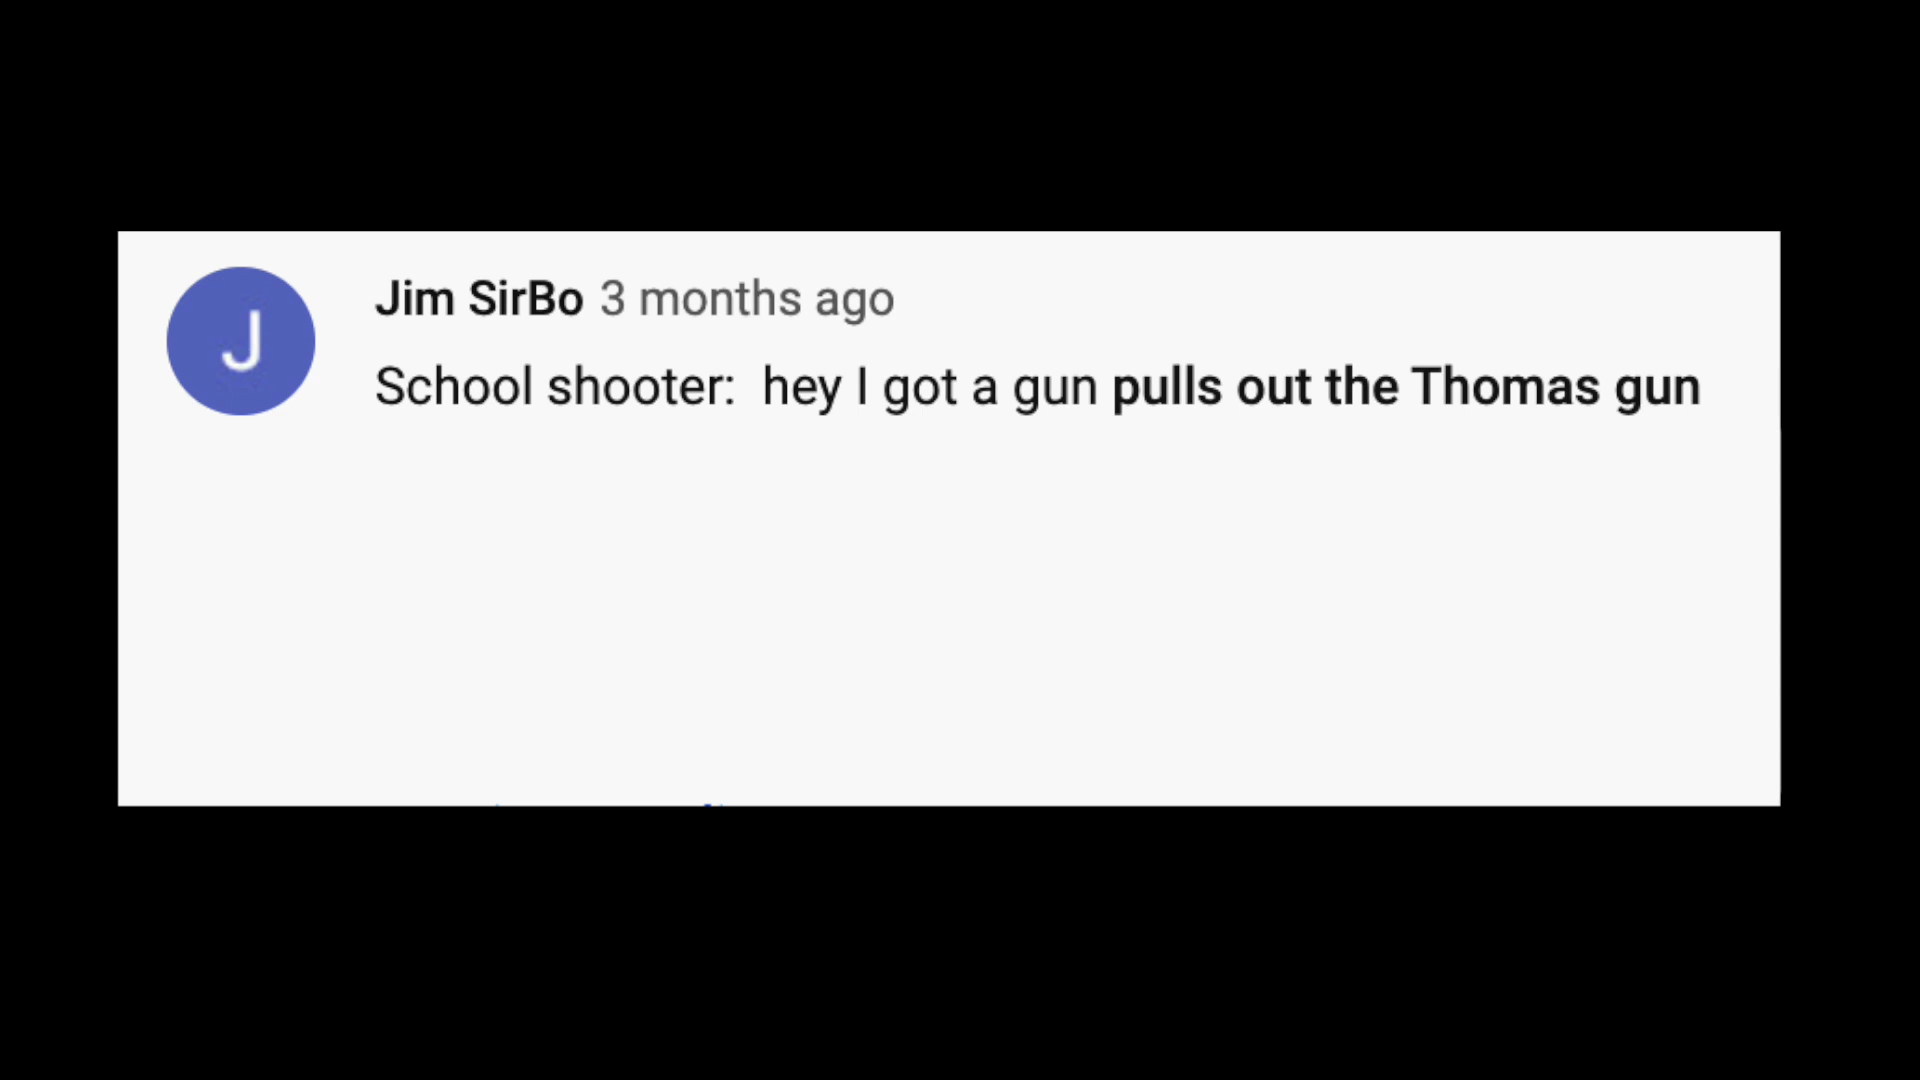 J
Jim SirBo 3 months ago
School shooter:  hey I got a gun pulls out the Thomas gun